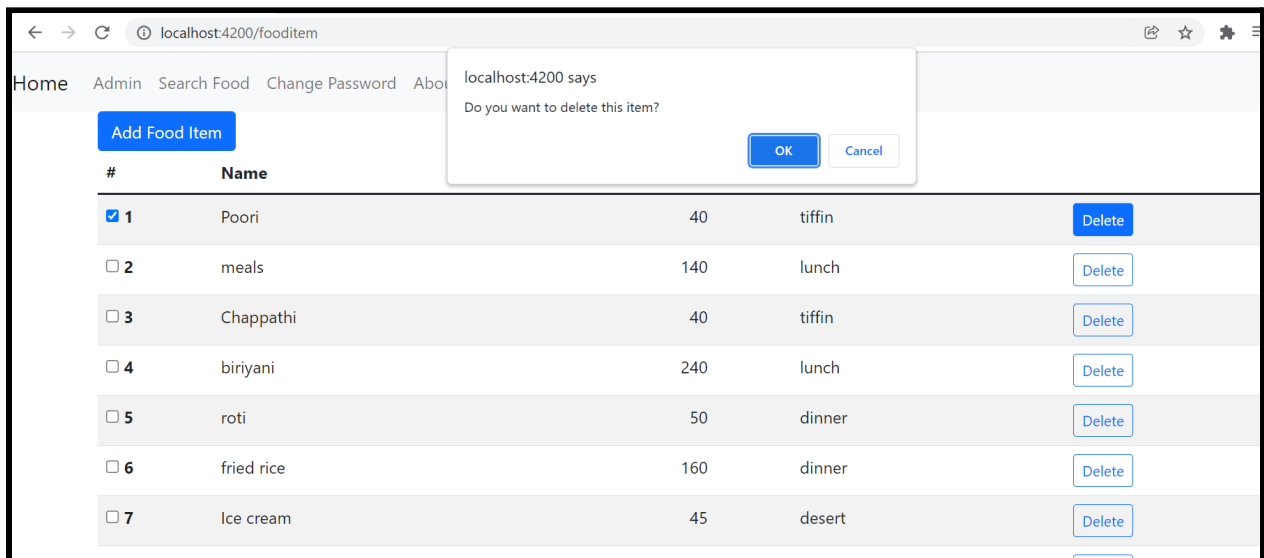 localhost:4200/fooditem
localhost:4200 says
Do you want to delete this item?
OK Cancel
Home Admin Search Food Change Password Abou
Add Food Item
# Name
1 Poori 40 tiffin Delete
2 meals 140 lunch Delete
3 Chappathi 40 tiffin Delete
4 biriyani 240 lunch Delete
5 roti 50 dinner Delete
6 fried rice 160 dinner Delete
7 Ice cream 45 desert Delete